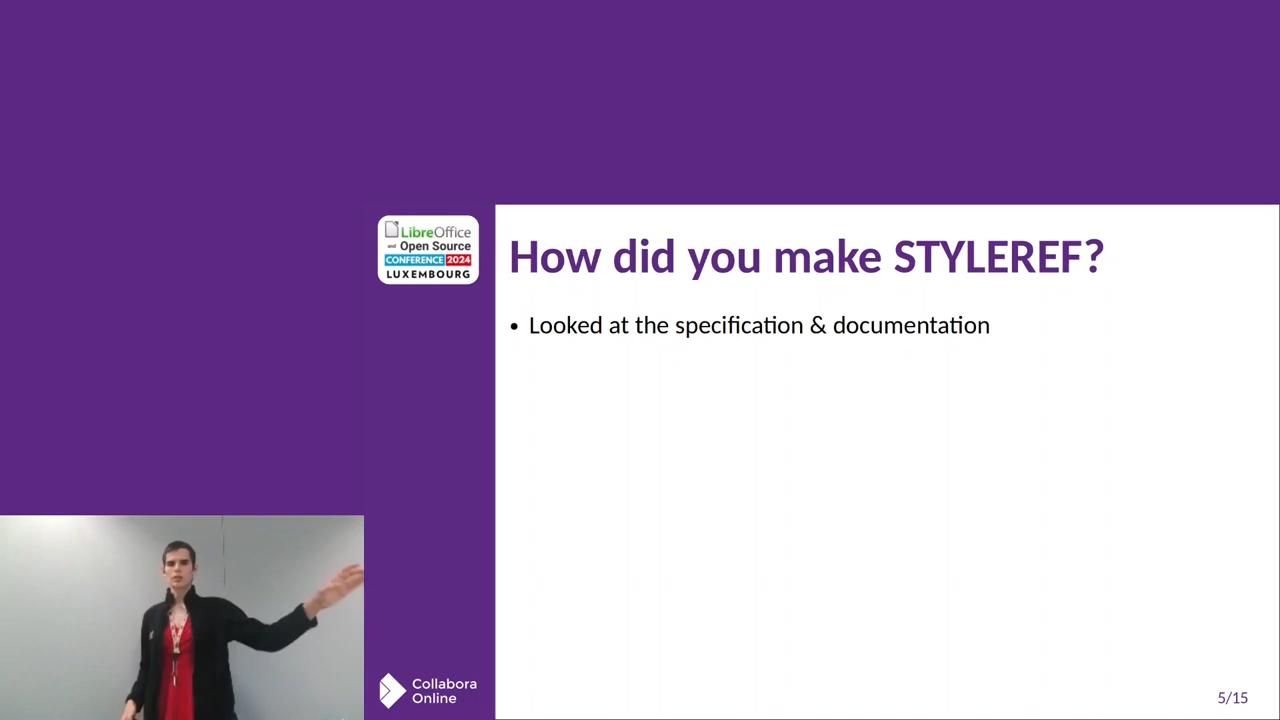 LibreOffice
and Open Source
CONFERENCE 2024
LUXEMBOURG
How did you make STYLEREF?
• Looked at the specification & documentation
Collabora
Online
5/15